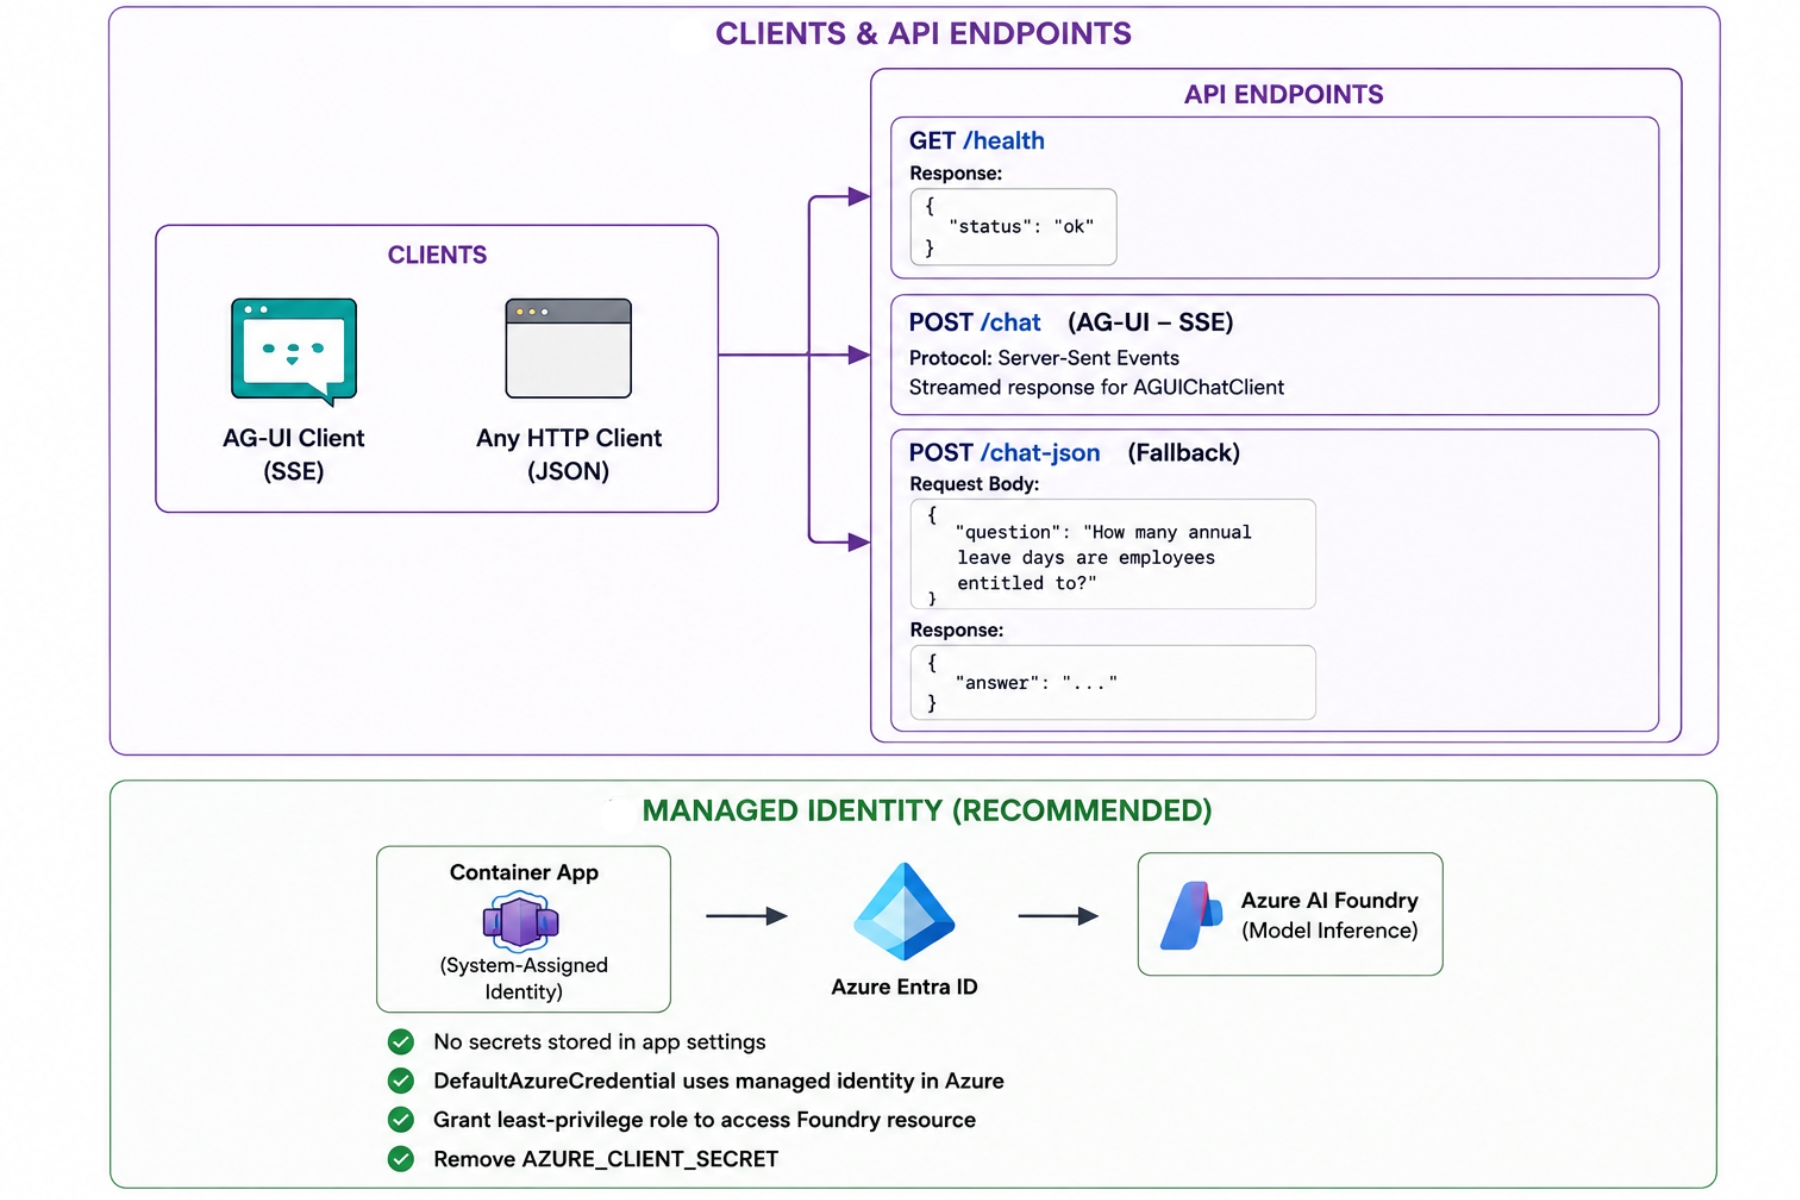 CLIENTS & API ENDPOINTS
CLIENTS
AG-UI Client
(SSE)
Any HTTP Client
(JSON)
API ENDPOINTS
GET /health
Response:
{
"status": "ok"
}
POST /chat (AG-UI – SSE)
Protocol: Server-Sent Events
Streamed response for AGUIChatClient
POST /chat-json (Fallback)
Request Body:
{
"question": "How many annual
leave days are employees
entitled to?"
}
Response:
{
"answer": "..."
}
MANAGED IDENTITY (RECOMMENDED)
Container App
(System-Assigned
Identity)
Azure Entra ID
Azure AI Foundry
(Model Inference)
No secrets stored in app settings
DefaultAzureCredential uses managed identity in Azure
Grant least-privilege role to access Foundry resource
Remove AZURE_CLIENT_SECRET